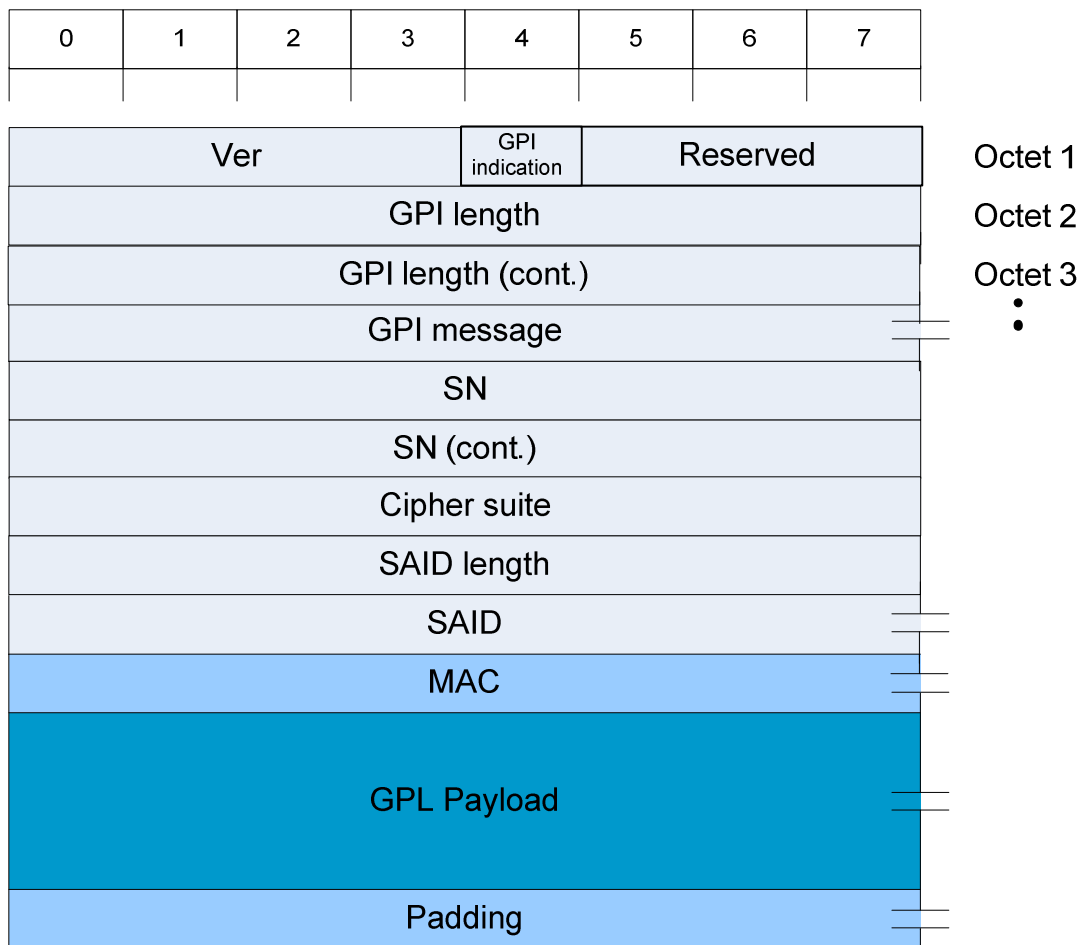 0 1 2 3 4 5 6 7
Ver GPI indication Reserved Octet 1
GPI length Octet 2
GPI length (cont.) Octet 3
GPI message
SN
SN (cont.)
Cipher suite
SAID length
SAID
MAC
GPL Payload
Padding